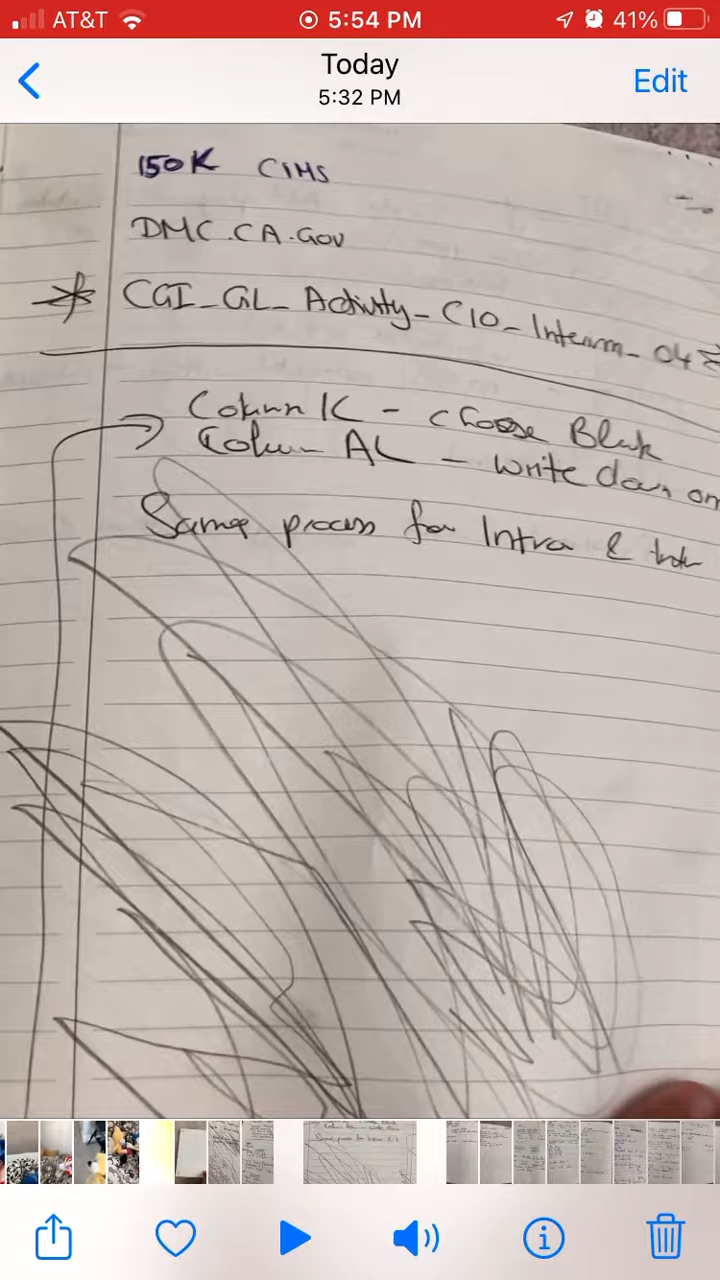 AT&T 5:54 PM 41%
Today
5:32 PM
Edit
150K CIMS
DMC.CA.GOV
* CGI_GL_Activity_C10_Interim_04
Column K - choose Blank
Column AL - write down on
Same process for Intra &